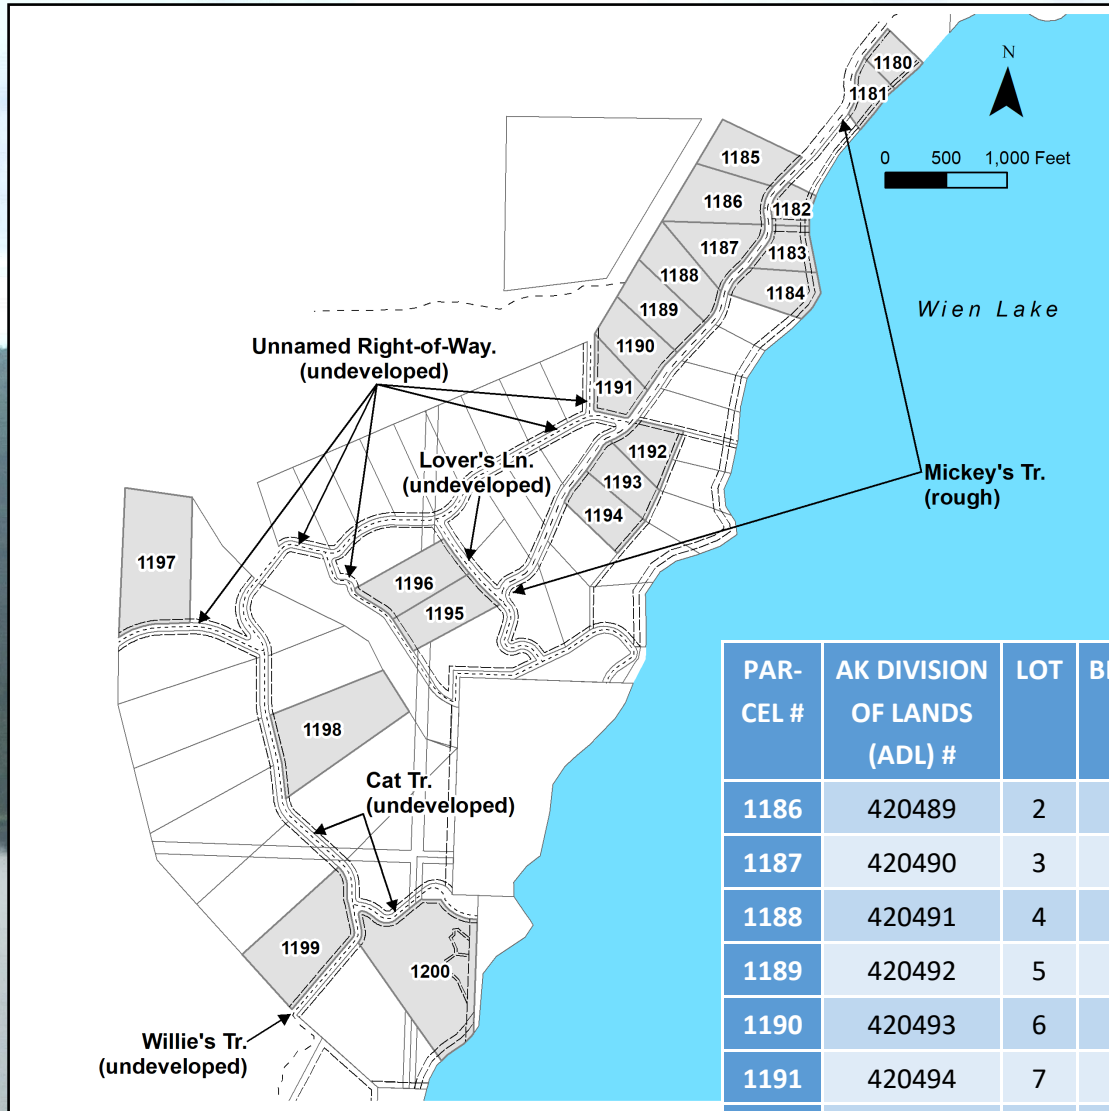 1180
1181
N
0 500 1,000 Feet
1185
1186
1182
1187
1183
1188
1184
1189
Wien Lake
1190
Unnamed Right-of-Way.
(undeveloped)
1191
1192
Lover's Ln.
(undeveloped)
1193
Mickey's Tr.
(rough)
1194
1197
1196
1195
1198
Cat Tr.
(undeveloped)
1199
1200
Willie's Tr.
(undeveloped)
PAR-
CEL #
AK DIVISION
OF LANDS
(ADL) #
LOT
1186 420489 2
1187 420490 3
1188 420491 4
1189 420492 5
1190 420493 6
1191 420494 7